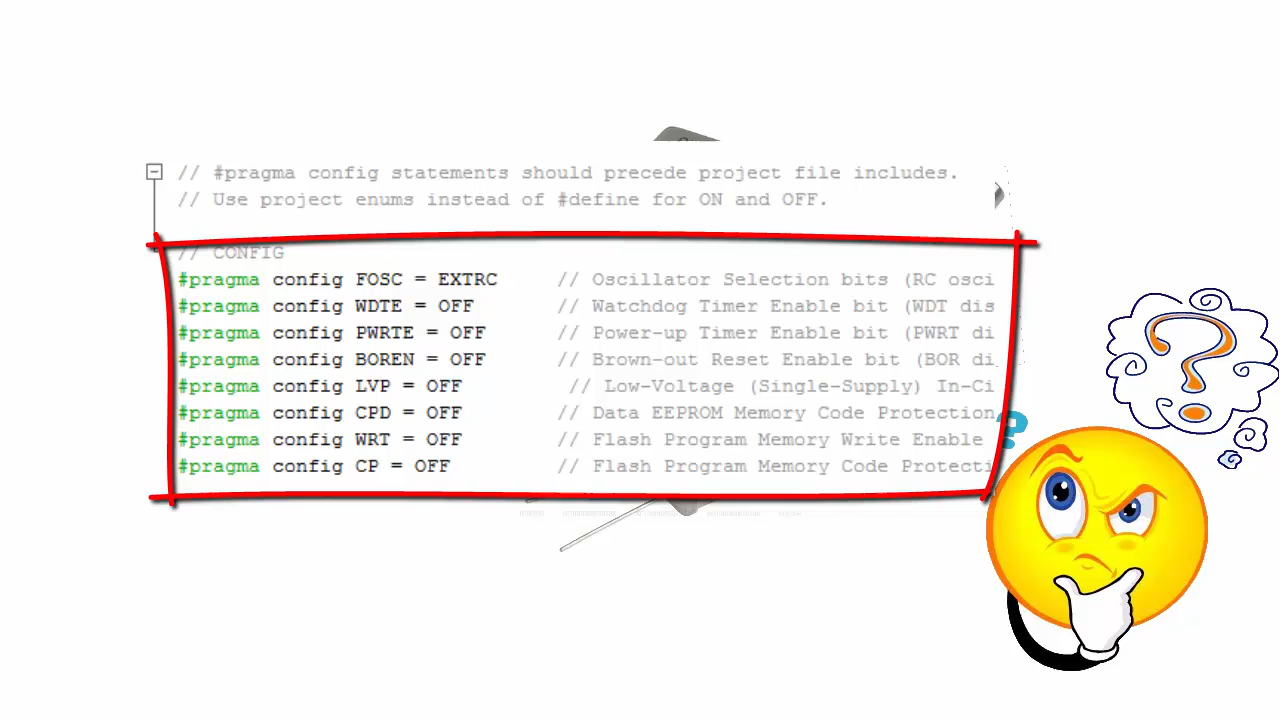 // #pragma config statements should precede project file includes.
// Use project enums instead of #define for ON and OFF.
// CONFIG
#pragma config FOSC = EXTRC // Oscillator Selection bits (RC osci
#pragma config WDTE = OFF // Watchdog Timer Enable bit (WDT dis
#pragma config PWRTE = OFF // Power-up Timer Enable bit (PWRT di
#pragma config BOREN = OFF // Brown-out Reset Enable bit (BOR di
#pragma config LVP = OFF // Low-Voltage (Single-Supply) In-Ci
#pragma config CPD = OFF // Data EEPROM Memory Code Protection
#pragma config WRT = OFF // Flash Program Memory Write Enable
#pragma config CP = OFF // Flash Program Memory Code Protecti
?
?